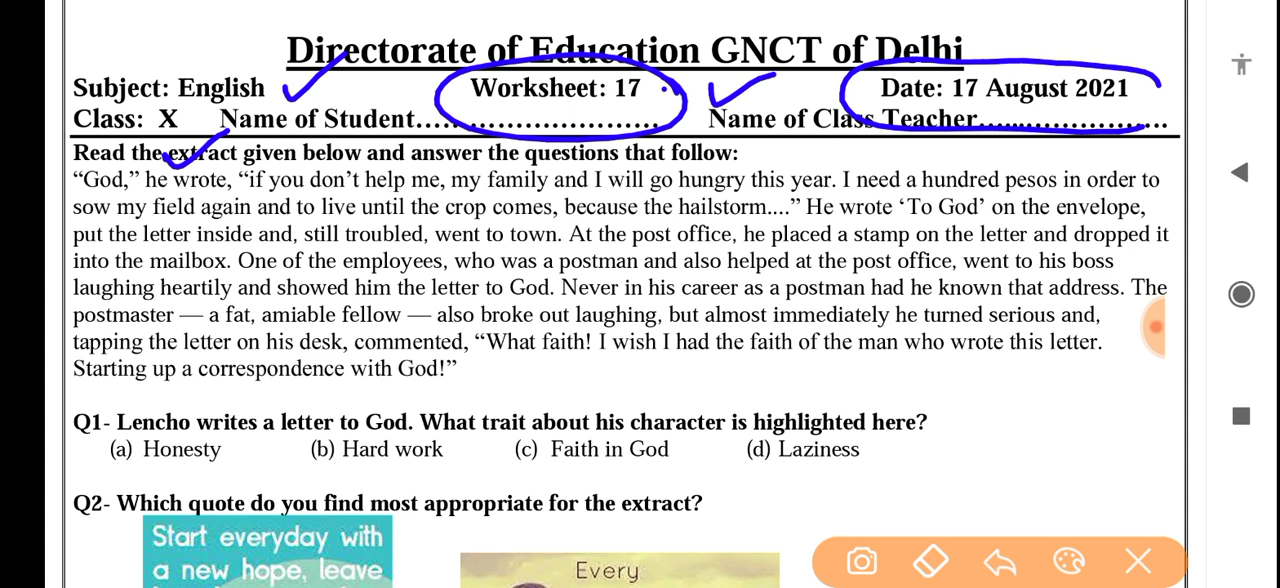 Directorate of Education GNCT of Delhi
Subject: English Worksheet: 17 Date: 17 August 2021
Class: X Name of Student........................... Name of Class Teacher......................
Read the extract given below and answer the questions that follow:
“God,” he wrote, “if you don’t help me, my family and I will go hungry this year. I need a hundred pesos in order to
sow my field again and to live until the crop comes, because the hailstorm....” He wrote ‘To God’ on the envelope,
put the letter inside and, still troubled, went to town. At the post office, he placed a stamp on the letter and dropped it
into the mailbox. One of the employees, who was a postman and also helped at the post office, went to his boss
laughing heartily and showed him the letter to God. Never in his career as a postman had he known that address. The
postmaster — a fat, amiable fellow — also broke out laughing, but almost immediately he turned serious and,
tapping the letter on his desk, commented, “What faith! I wish I had the faith of the man who wrote this letter.
Starting up a correspondence with God!”
Q1- Lencho writes a letter to God. What trait about his character is highlighted here?
(a) Honesty (b) Hard work (c) Faith in God (d) Laziness
Q2- Which quote do you find most appropriate for the extract?
Start everyday with
a new hope, leave
Every